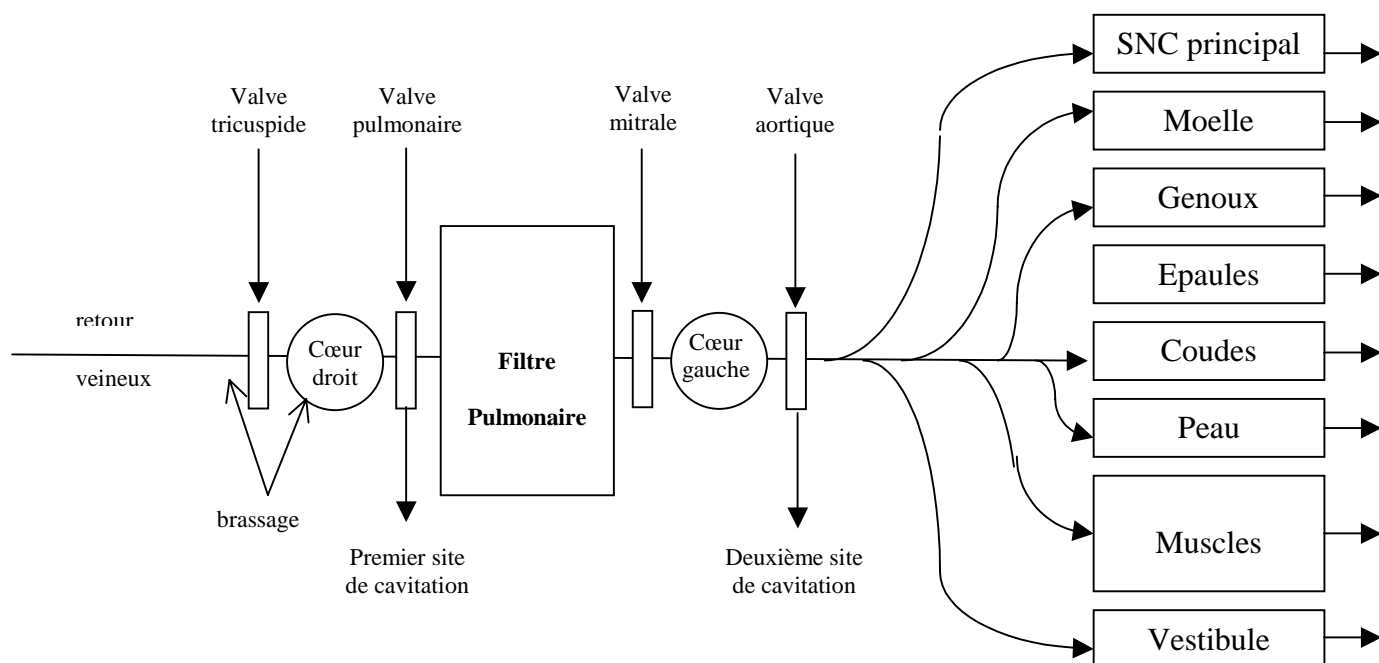 SNC principal
Valve
tricuspide
Valve
pulmonaire
Valve
mitrale
Valve
aortique
Moelle
Genoux
Epaules
retour
veineux
Cœur
droit
Filtre
Pulmonaire
Cœur
gauche
Coudes
Peau
brassage
Premier site
de cavitation
Deuxième site
de cavitation
Muscles
Vestibule